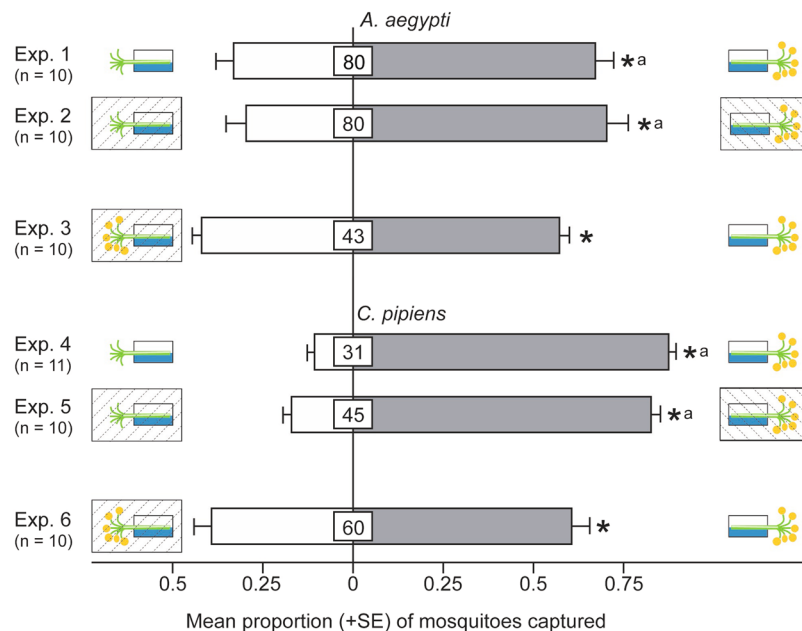 A. aegypti
Exp. 1
(n = 10)
80
*a
Exp. 2
(n = 10)
80
*a
Exp. 3
(n = 10)
43
*
C. pipiens
Exp. 4
(n = 11)
31
*a
Exp. 5
(n = 10)
45
*a
Exp. 6
(n = 10)
60
*
0.5 0.25 0 0.25 0.5 0.75
Mean proportion (+SE) of mosquitoes captured